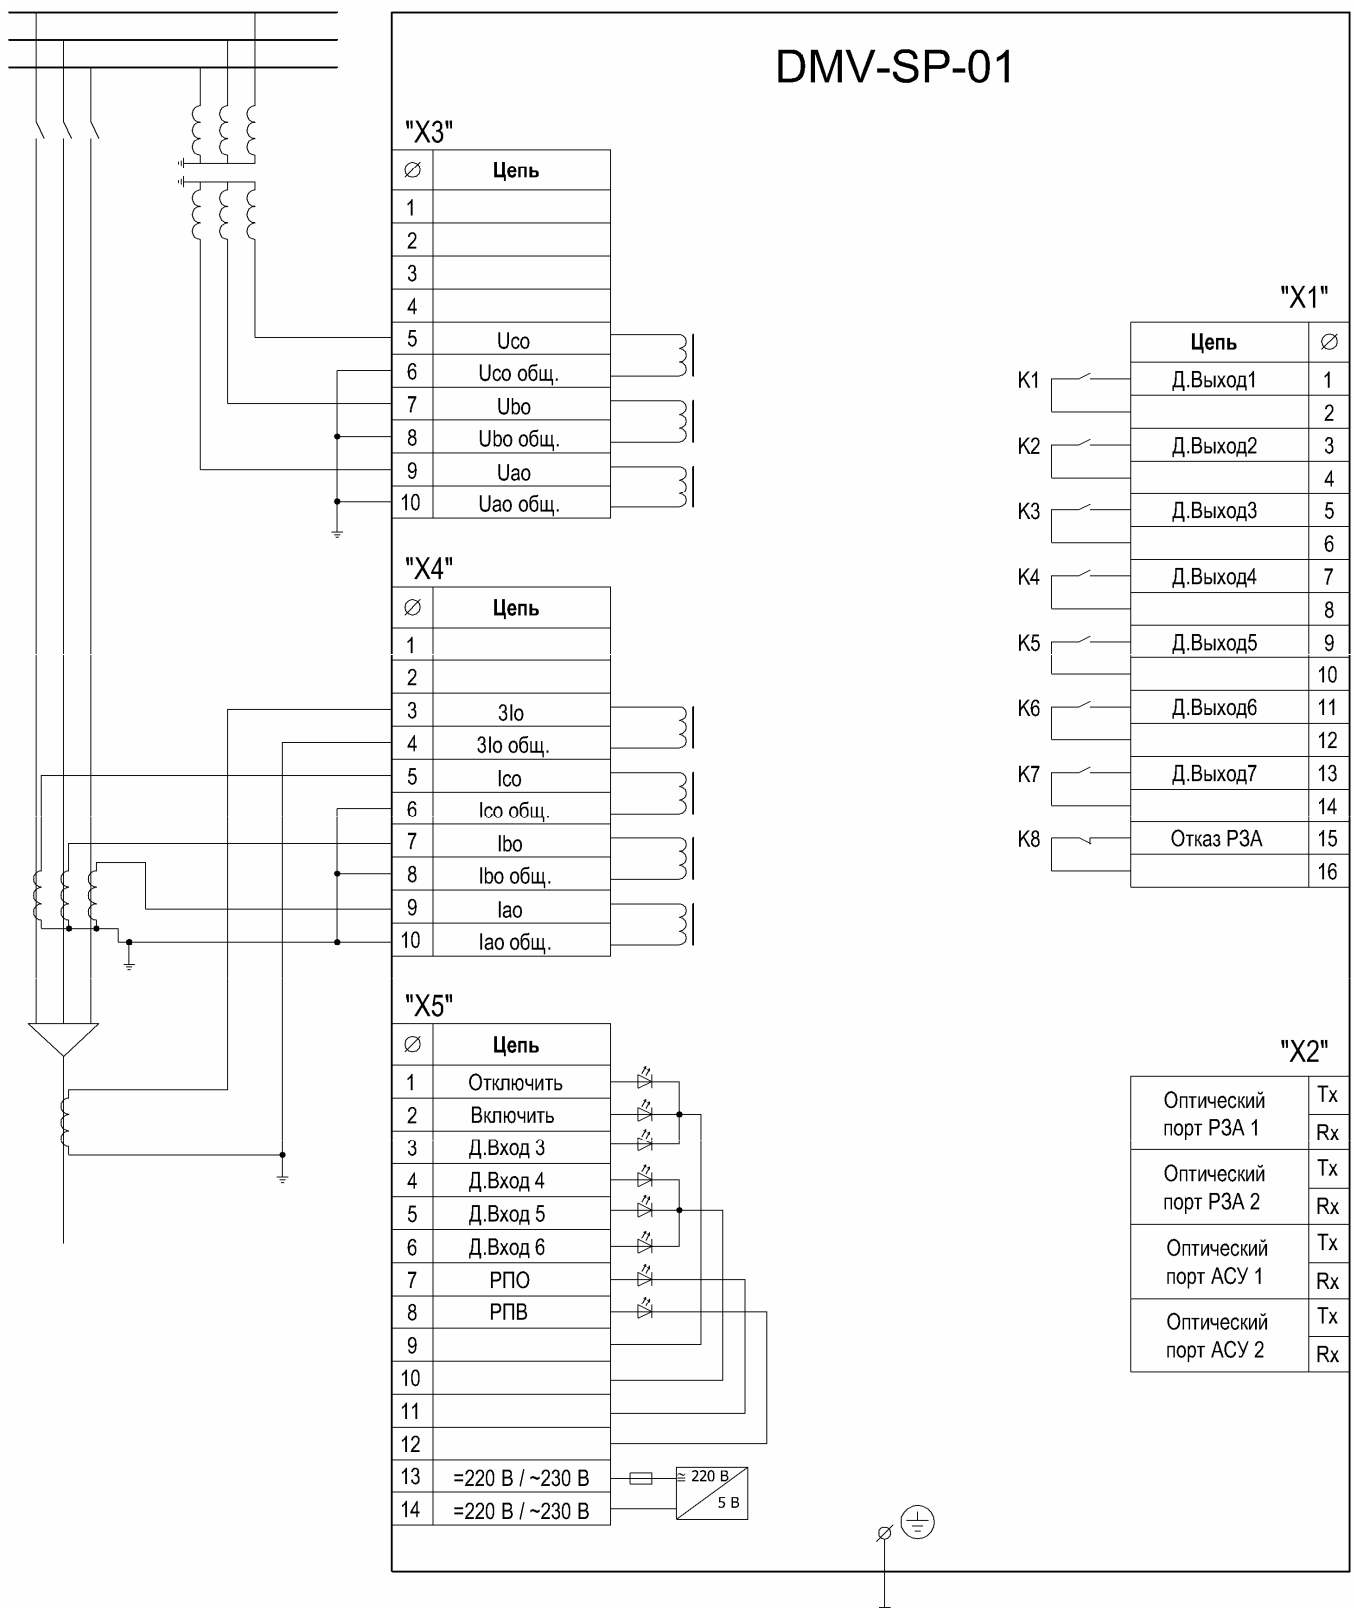 DMV-SP-01
"X3"
Ø Цепь
1
2
3
4
5 Uco
6 Uco общ.
7 Ubo
8 Ubo общ.
9 Uao
10 Uao общ.
"X4"
Ø Цепь
1
2
3 3Io
4 3Io общ.
5 Ico
6 Ico общ.
7 Ibo
8 Ibo общ.
9 Iao
10 Iao общ.
"X5"
Ø Цепь
1 Отключить
2 Включить
3 Д.Вход 3
4 Д.Вход 4
5 Д.Вход 5
6 Д.Вход 6
7 РПО
8 РПВ
9
10
11
12
13 =220 В / ~230 В
14 =220 В / ~230 В
≃ 220 В
5 В
"X1"
Цепь Ø
K1 Д.Выход1 1
2
K2 Д.Выход2 3
4
K3 Д.Выход3 5
6
K4 Д.Выход4 7
8
K5 Д.Выход5 9
10
K6 Д.Выход6 11
12
K7 Д.Выход7 13
14
K8 Отказ РЗА 15
16
"X2"
Оптический
порт РЗА 1
Tx
Rx
Оптический
порт РЗА 2
Tx
Rx
Оптический
порт АСУ 1
Tx
Rx
Оптический
порт АСУ 2
Tx
Rx